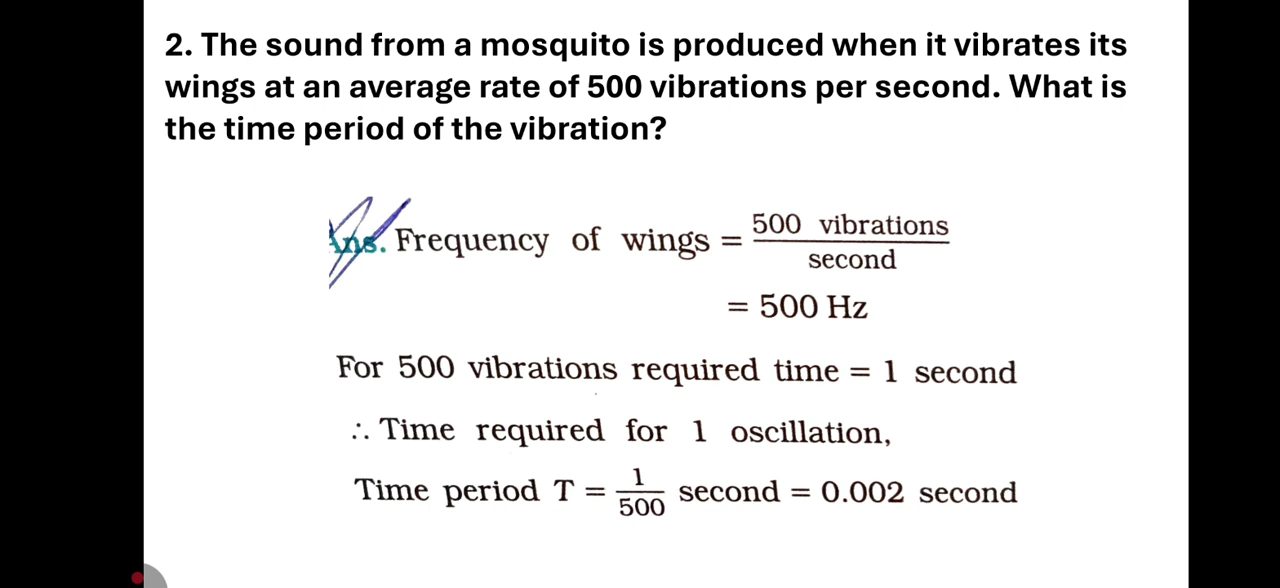 2. The sound from a mosquito is produced when it vibrates its
wings at an average rate of 500 vibrations per second. What is
the time period of the vibration?
Ans. Frequency of wings = 500 vibrations / second
= 500 Hz
For 500 vibrations required time = 1 second
∴ Time required for 1 oscillation,
Time period T = 1/500 second = 0.002 second